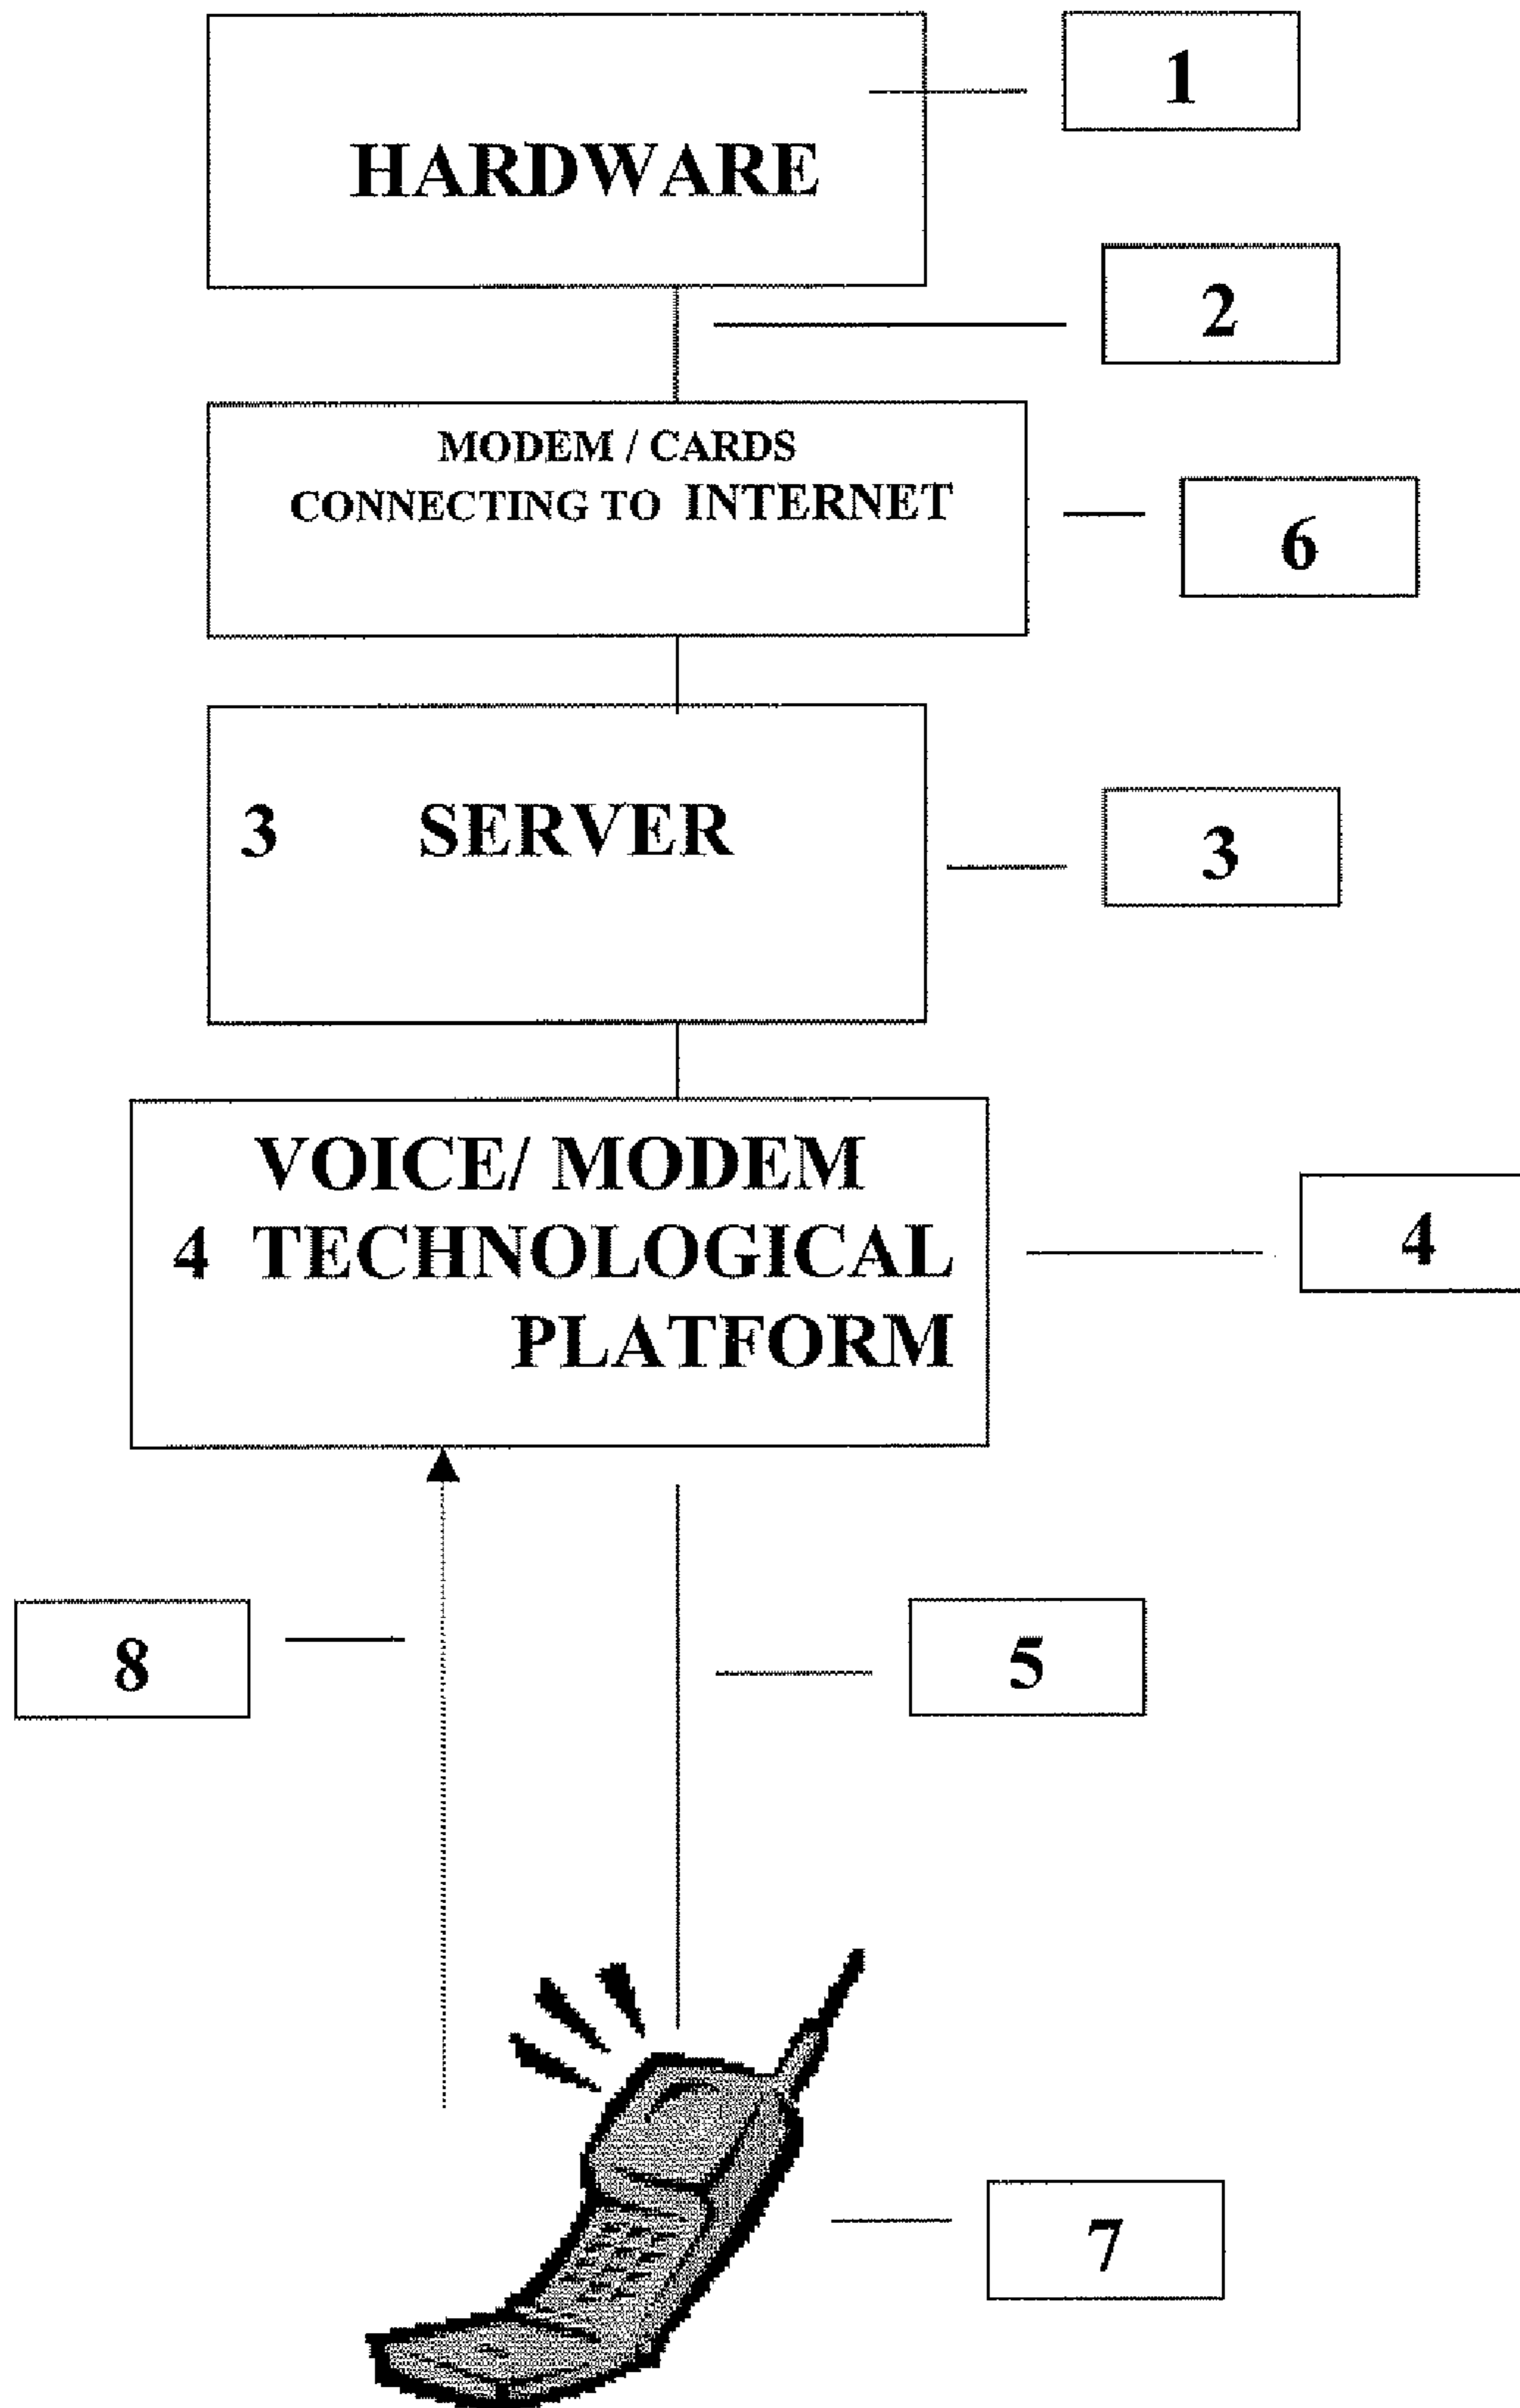 1
HARDWARE
2
MODEM / CARDS
CONNECTING TO INTERNET
6
3 SERVER
3
VOICE/ MODEM
4 TECHNOLOGICAL
PLATFORM
4
8
5
7